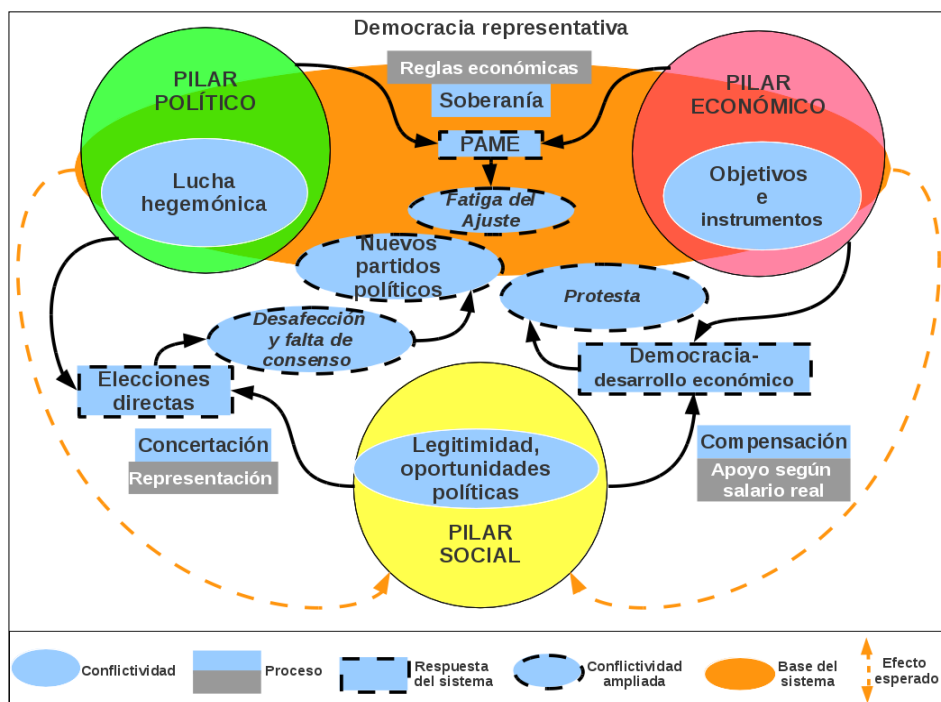 Democracia representativa
PILAR
POLÍTICO
Lucha
hegemónica
Reglas económicas
Soberanía
PAME
Fatiga del
Ajuste
PILAR
ECONÓMICO
Objetivos
e
instrumentos
Nuevos
partidos
políticos
Protesta
Desafección
y falta de
consenso
Elecciones
directas
Democracia-
desarrollo económico
Concertación
Representación
Legitimidad,
oportunidades
políticas
PILAR
SOCIAL
Compensación
Apoyo según
salario real
Conflictividad
Proceso
Respuesta
del sistema
Conflictividad
ampliada
Base del
sistema
Efecto
esperado